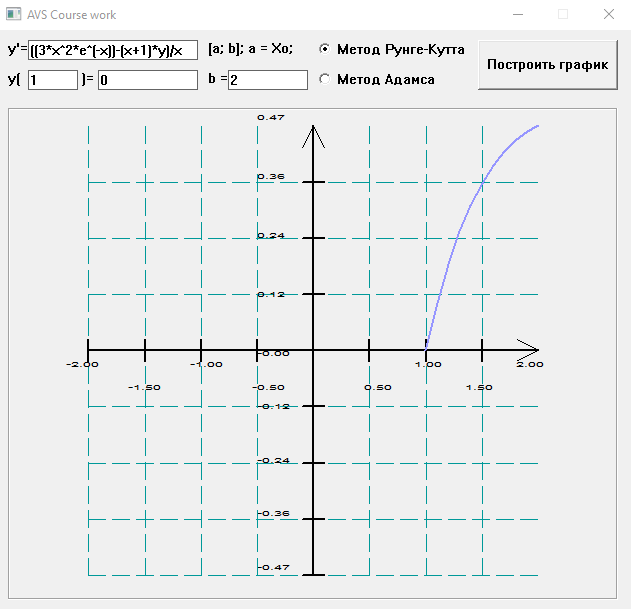 AVS Course work
y'= ((3*x^2*e^(-x))-(x+1)*y)/x [a; b]; a = Xo; Метод Рунге-Кутта
Построить график
y( 1 )= 0 b = 2 Метод Адамса
0.47
0.36
0.24
0.12
-0.00
-2.00 -1.00 1.00 2.00
-1.50 -0.50 0.50 1.50
-0.12
-0.24
-0.36
-0.47